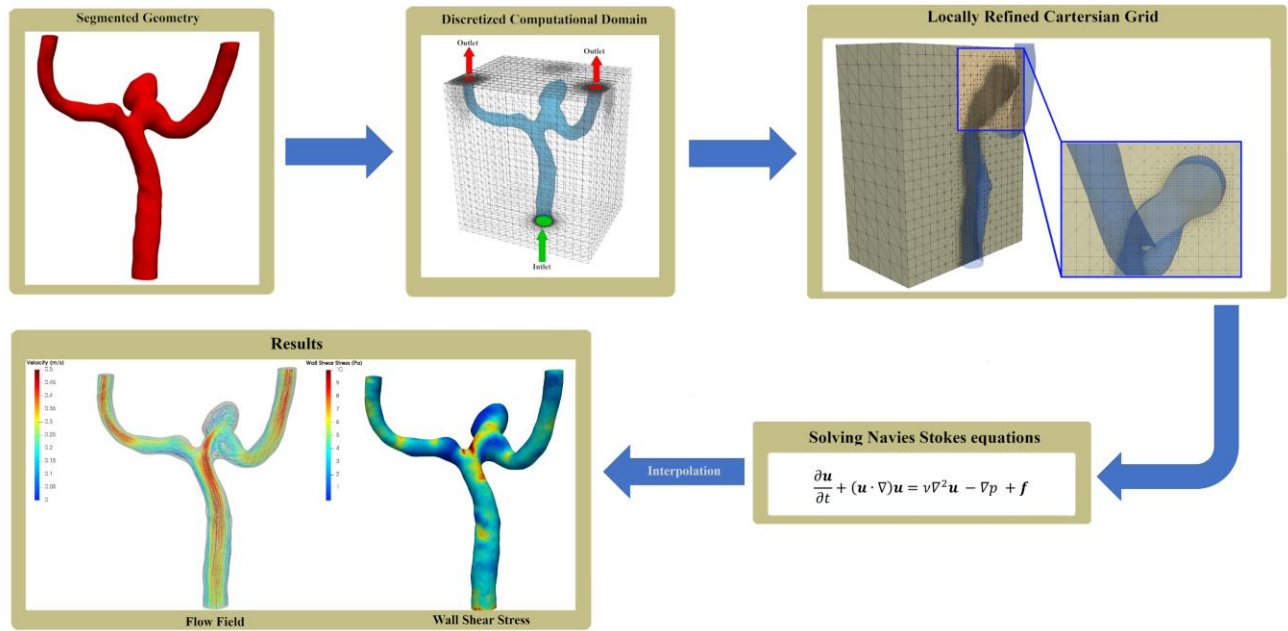 Segmented Geometry
Discretized Computational Domain
Outlet
Outlet
Intlet
Locally Refined Cartersian Grid
Solving Navies Stokes equations
∂𝒖/∂t + (𝒖 · ∇)𝒖 = ν∇²𝒖 − ∇p + 𝒇
Interpolation
Results
Velocity (m/s)
0.5
0.45
0.4
0.35
0.3
0.25
0.2
0.15
0.1
0.05
0
Wall Shear Stress (Pa)
10
9
8
7
6
5
4
3
2
1
Flow Field
Wall Shear Stress